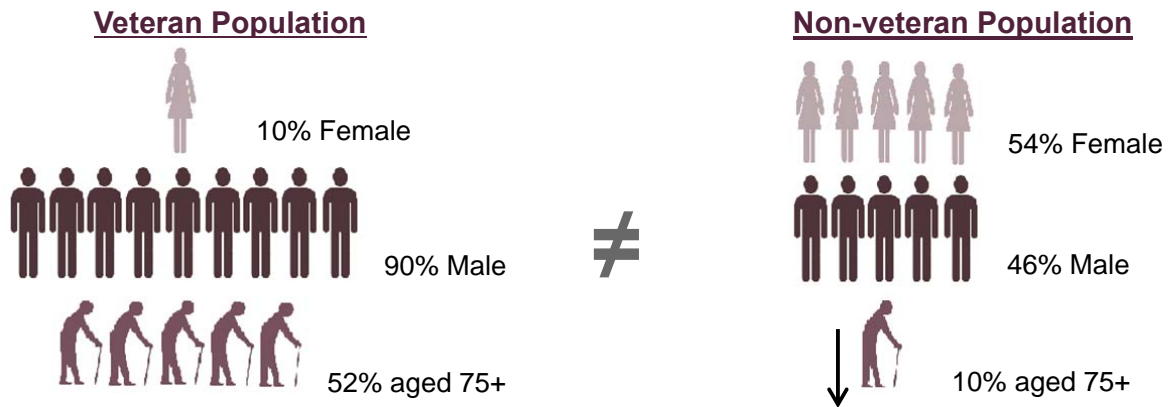 Veteran Population
10% Female
90% Male
52% aged 75+
≠
Non-veteran Population
54% Female
46% Male
10% aged 75+